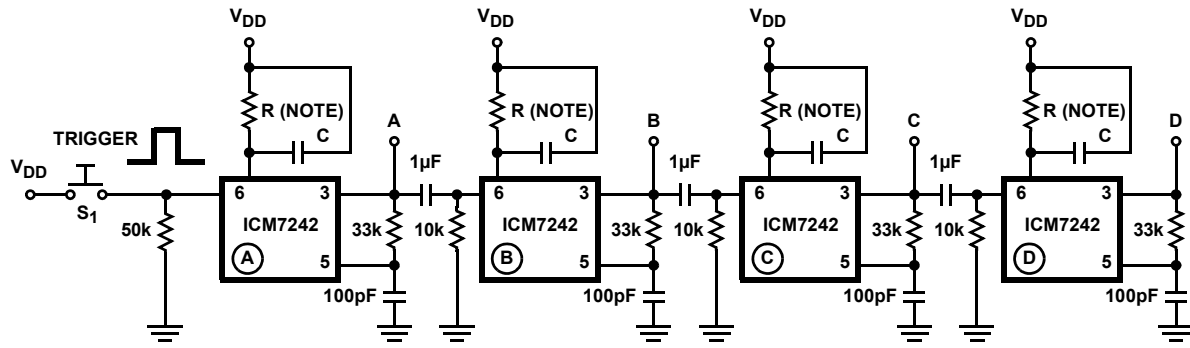 VDD
VDD
VDD
VDD
R (NOTE)
R (NOTE)
R (NOTE)
R (NOTE)
TRIGGER
C
A
C
B
C
C
C
D
VDD
1µF
1µF
1µF
S1
6
3
6
3
6
3
6
3
50k
ICM7242
33k
10k
ICM7242
33k
10k
ICM7242
33k
10k
ICM7242
33k
A
5
B
5
C
5
D
5
100pF
100pF
100pF
100pF